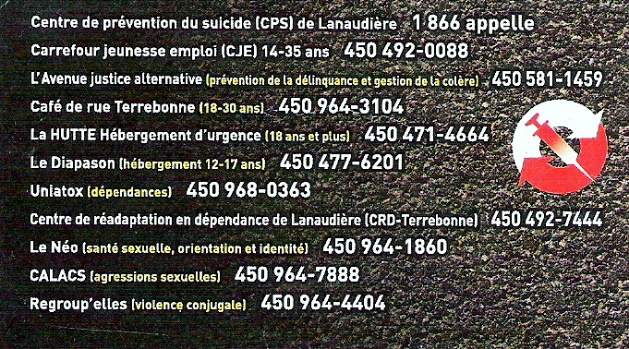 Centre de prévention du suicide (CPS) de Lanaudière 1 866 appelle
Carrefour jeunesse emploi (CJE) 14-35 ans 450 492-0088
L'Avenue justice alternative (prévention de la délinquance et gestion de la colère) 450 581-1459
Café de rue Terrebonne (18-30 ans) 450 964-3104
La HUTTE Hébergement d'urgence (18 ans et plus) 450 471-4664
Le Diapason (hébergement 12-17 ans) 450 477-6201
Uniatox (dépendances) 450 968-0363
Centre de réadaptation en dépendance de Lanaudière (CRD-Terrebonne) 450 492-7444
Le Néo (santé sexuelle, orientation et identité) 450 964-1860
CALACS (agressions sexuelles) 450 964-7888
Regroup'elles (violence conjugale) 450 964-4404